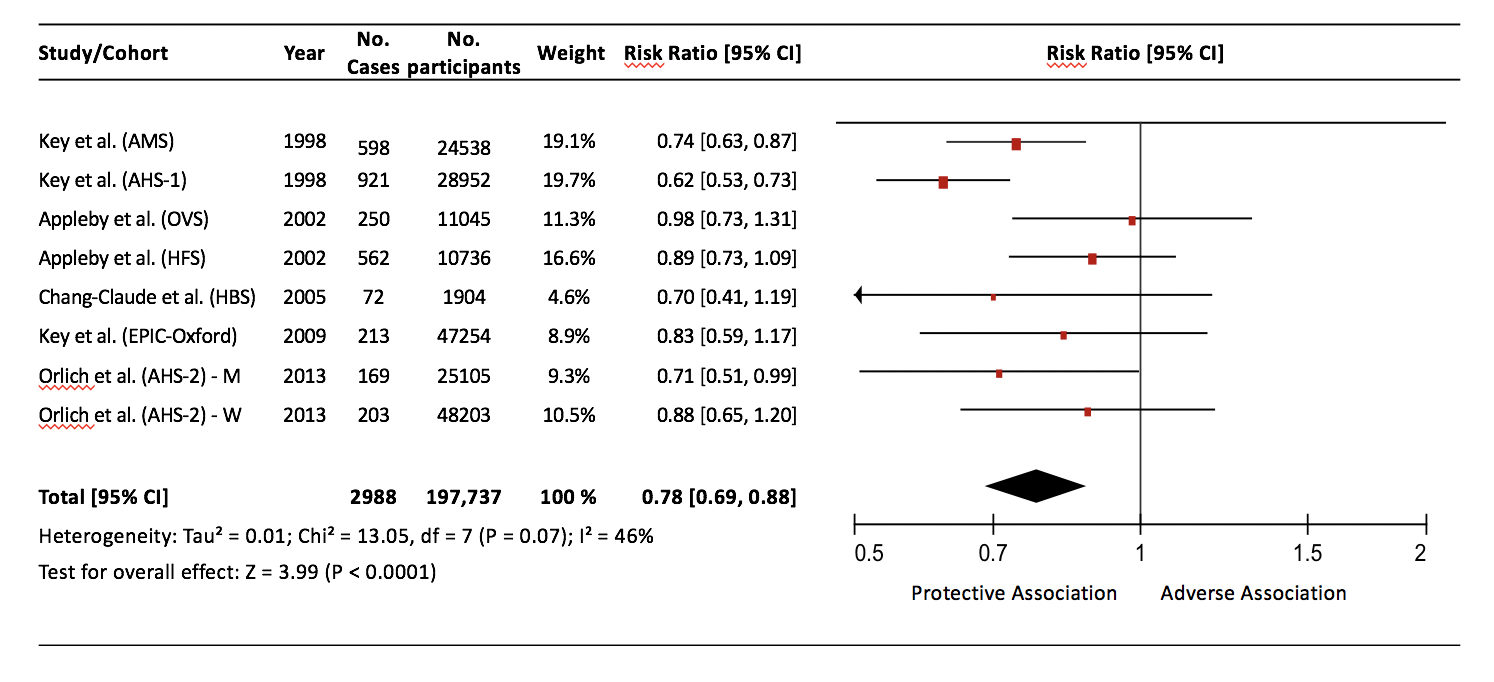 Study/Cohort Year No. Cases No. participants Weight Risk Ratio [95% CI] Risk Ratio [95% CI]
Key et al. (AMS) 1998 598 24538 19.1% 0.74 [0.63, 0.87]
Key et al. (AHS-1) 1998 921 28952 19.7% 0.62 [0.53, 0.73]
Appleby et al. (OVS) 2002 250 11045 11.3% 0.98 [0.73, 1.31]
Appleby et al. (HFS) 2002 562 10736 16.6% 0.89 [0.73, 1.09]
Chang-Claude et al. (HBS) 2005 72 1904 4.6% 0.70 [0.41, 1.19]
Key et al. (EPIC-Oxford) 2009 213 47254 8.9% 0.83 [0.59, 1.17]
Orlich et al. (AHS-2) - M 2013 169 25105 9.3% 0.71 [0.51, 0.99]
Orlich et al. (AHS-2) - W 2013 203 48203 10.5% 0.88 [0.65, 1.20]
Total [95% CI] 2988 197,737 100 % 0.78 [0.69, 0.88]
Heterogeneity: Tau² = 0.01; Chi² = 13.05, df = 7 (P = 0.07); I² = 46%
Test for overall effect: Z = 3.99 (P < 0.0001)
0.5 0.7 1 1.5 2
Protective Association Adverse Association